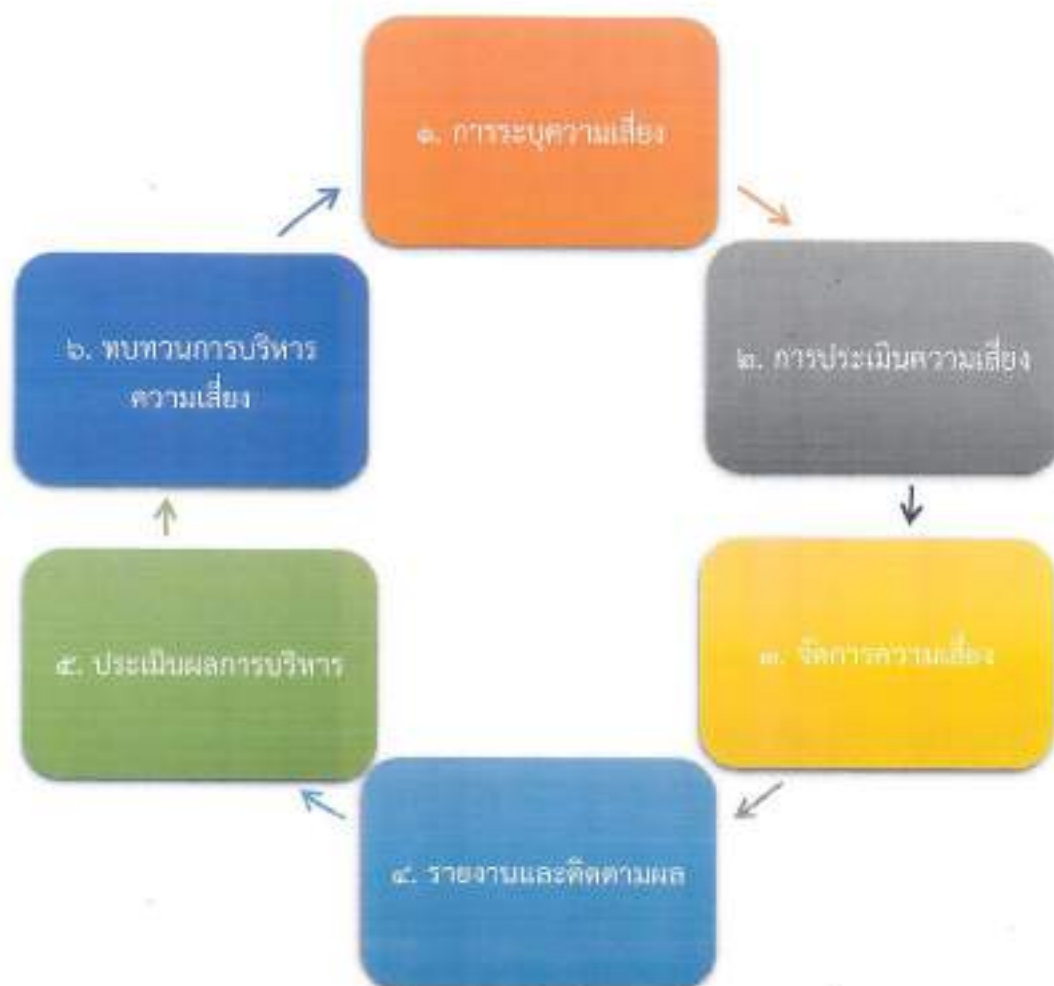 ๑. การระบุความเสี่ยง
๒. การประเมินความเสี่ยง
๓. จัดการความเสี่ยง
๔. รายงานและติดตามผล
๕. ประเมินผลการบริหาร
๖. ทบทวนการบริหาร
ความเสี่ยง